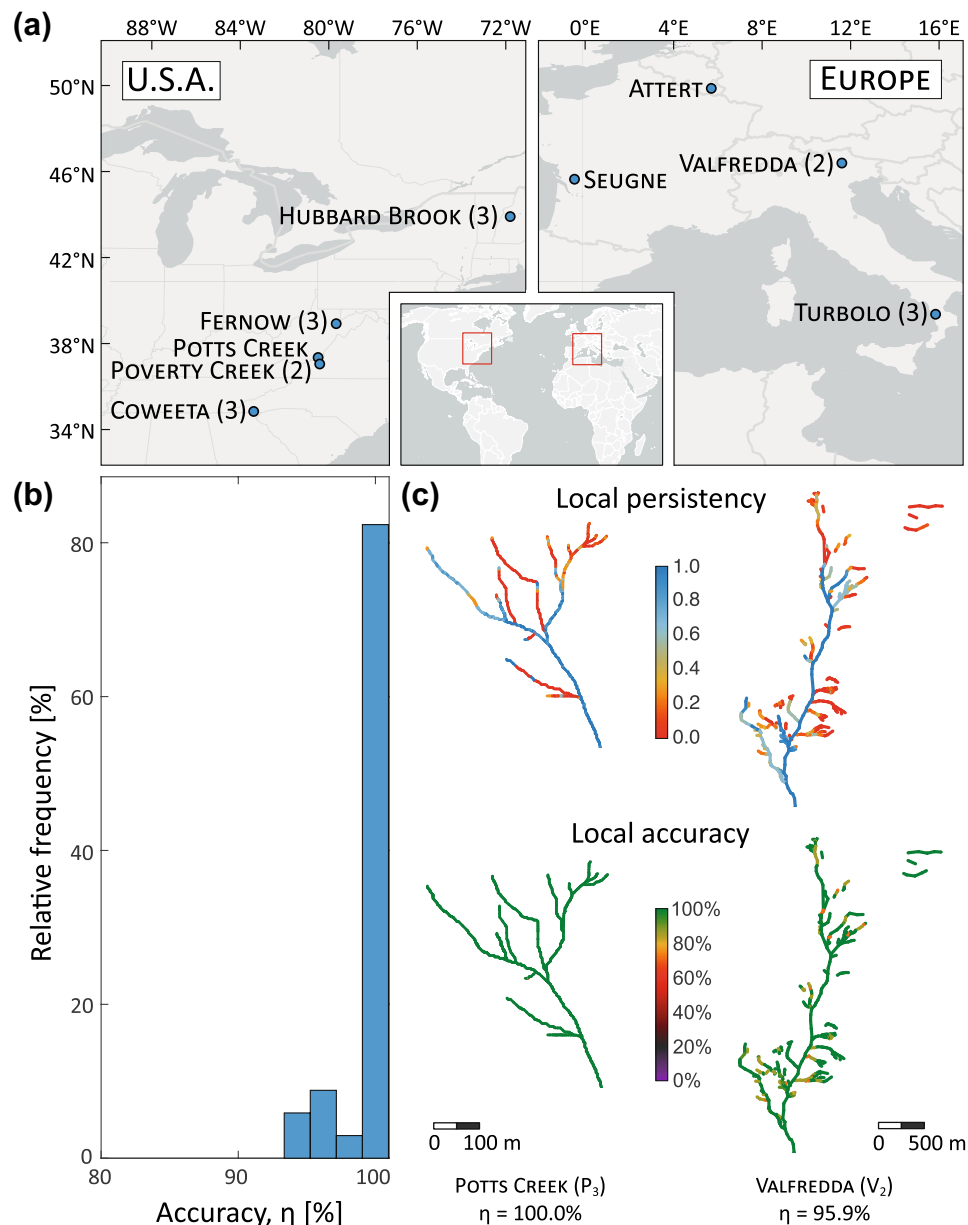 (a)
88°W 84°W 80°W 76°W 72°W 0°E 4°E 8°E 12°E 16°E
50°N
46°N
42°N
38°N
34°N
U.S.A.
EUROPE
ATTERT
VALFREDDA (2)
SEUGNE
HUBBARD BROOK (3)
TURBOLO (3)
FERNOW (3)
POTTS CREEK
POVERTY CREEK (2)
COWEETA (3)
(b)
Relative frequency [%]
80
60
40
20
0
80 90 100
Accuracy, η [%]
(c)
Local persistency
1.0
0.8
0.6
0.4
0.2
0.0
Local accuracy
100%
80%
60%
40%
20%
0%
0 100 m
0 500 m
POTTS CREEK (P₃)
η = 100.0%
VALFREDDA (V₂)
η = 95.9%